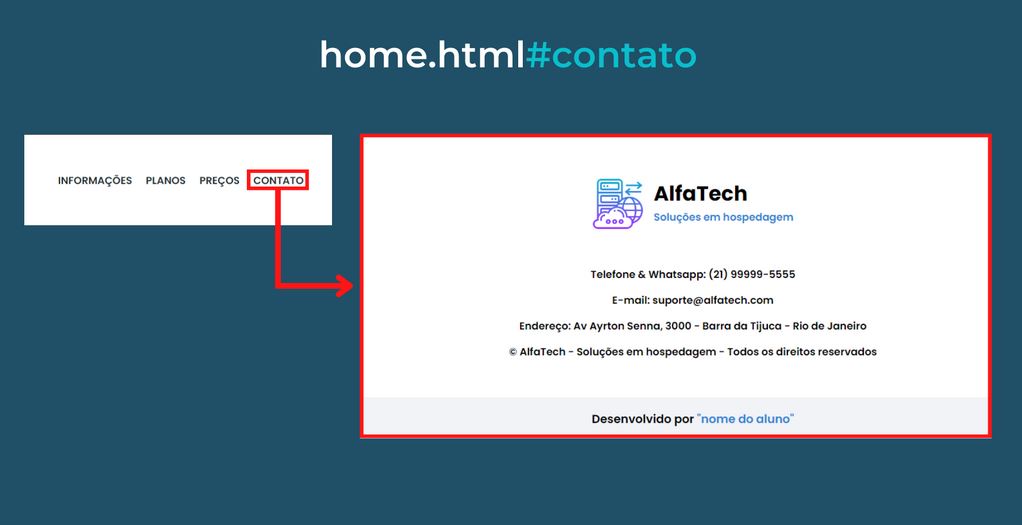 home.html#contato
INFORMAÇÕES PLANOS PREÇOS CONTATO
AlfaTech
Soluções em hospedagem
Telefone & Whatsapp: (21) 99999-5555
E-mail: suporte@alfatech.com
Endereço: Av Ayrton Senna, 3000 - Barra da Tijuca - Rio de Janeiro
© AlfaTech - Soluções em hospedagem - Todos os direitos reservados
Desenvolvido por "nome do aluno"